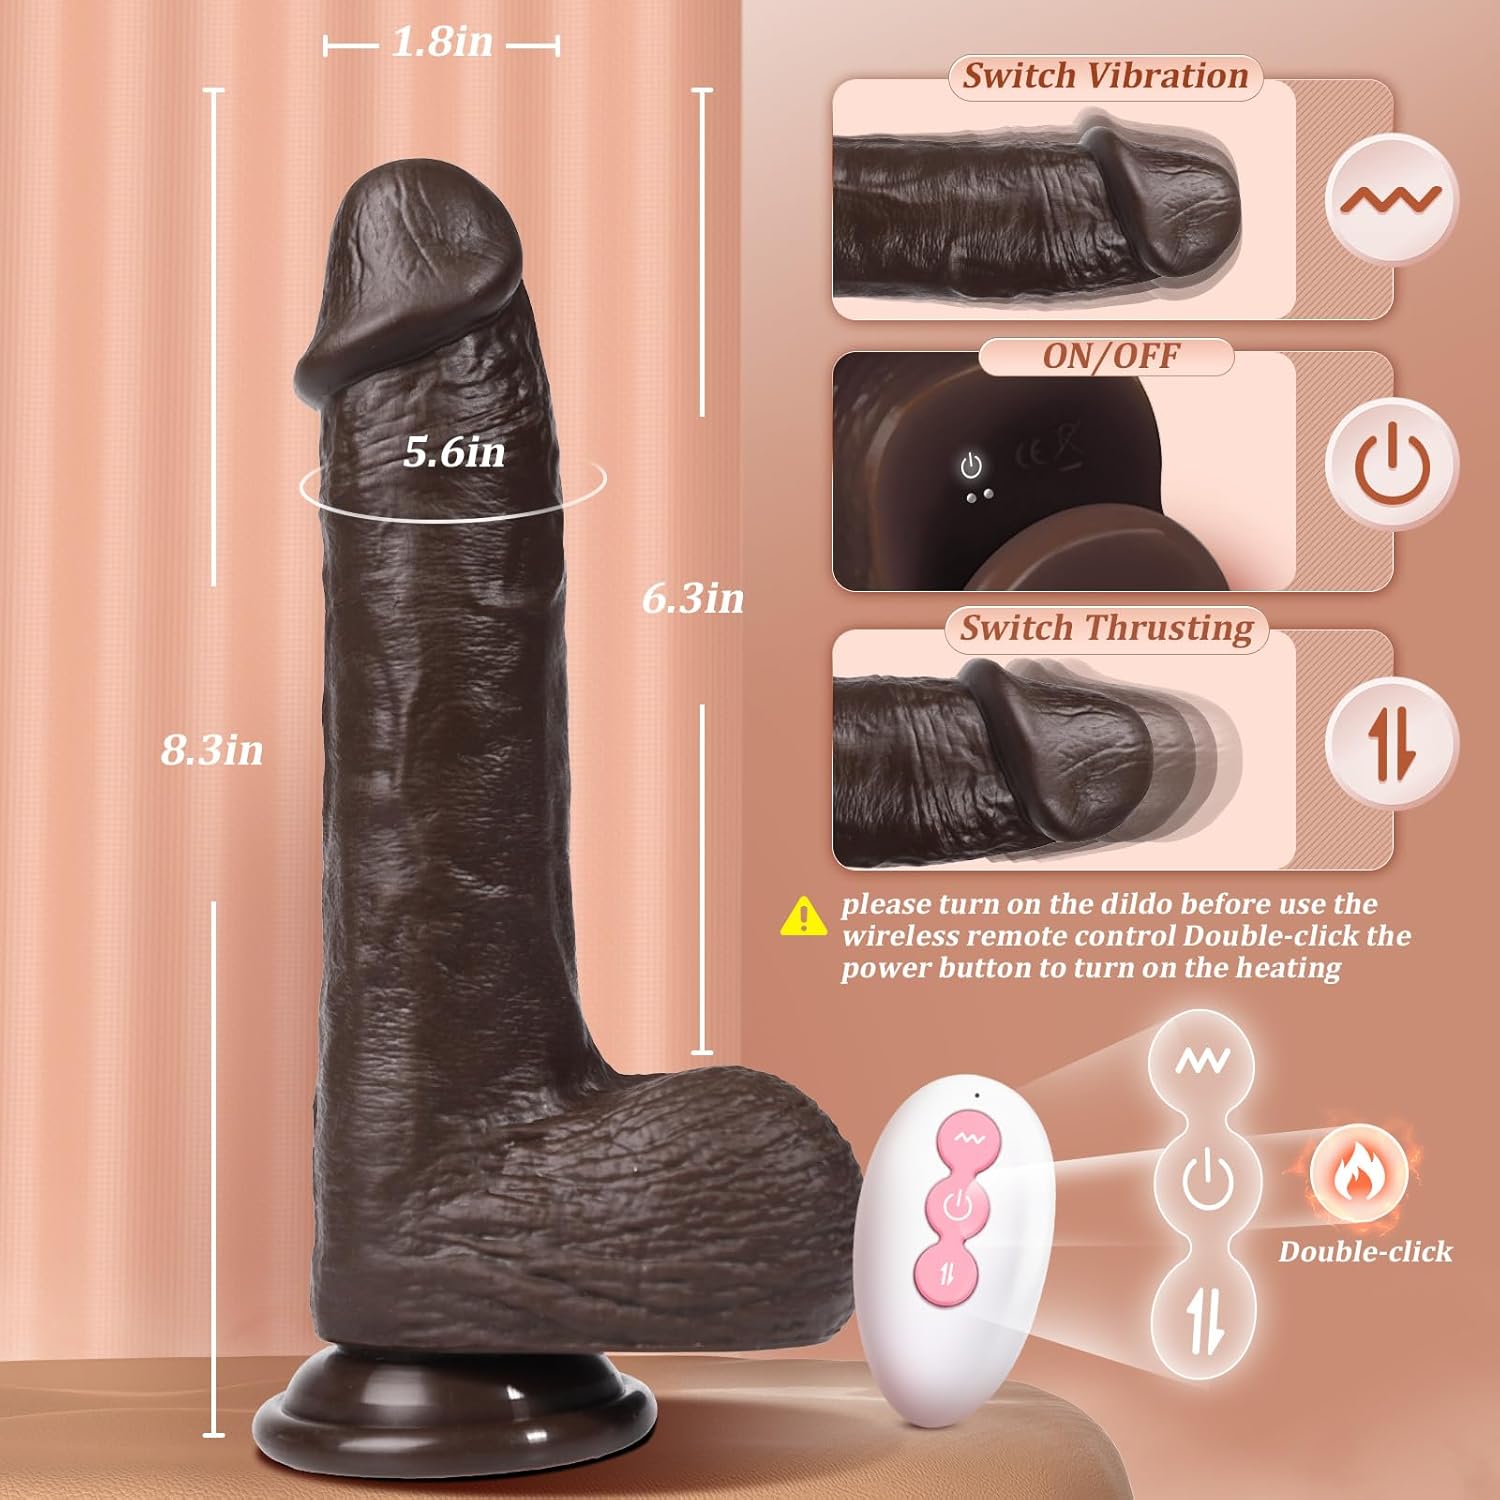 1.8in
5.6in
6.3in
8.3in
Switch Vibration
ON/OFF
CE
Switch Thrusting
please turn on the dildo before use the
wireless remote control Double-click the
power button to turn on the heating
Double-click